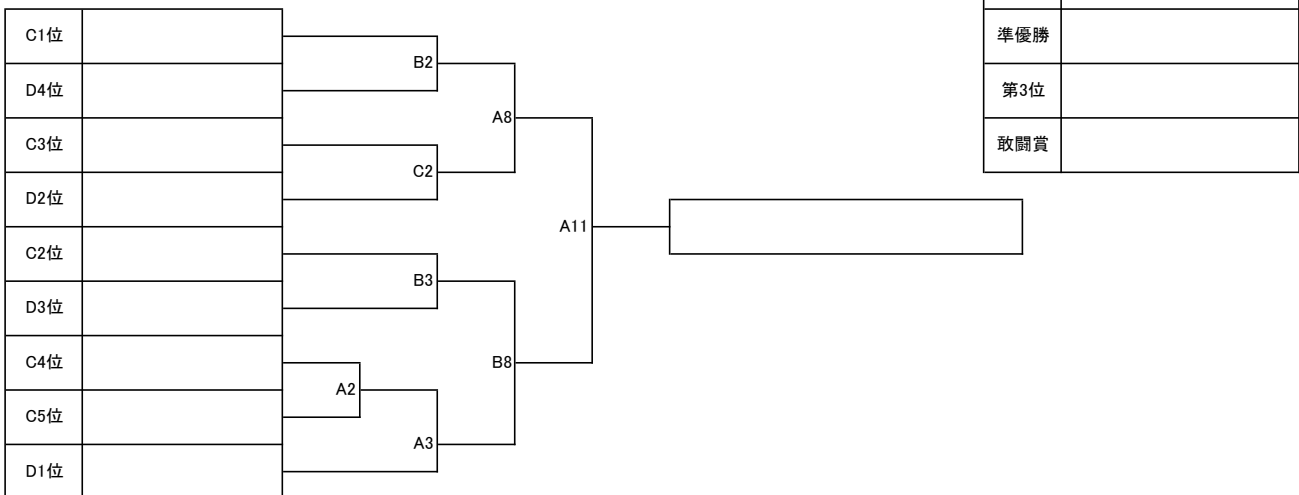 C1位
D4位
C3位
D2位
C2位
D3位
C4位
C5位
D1位
B2
C2
B3
A2
A3
A8
B8
A11
準優勝
第3位
敢闘賞